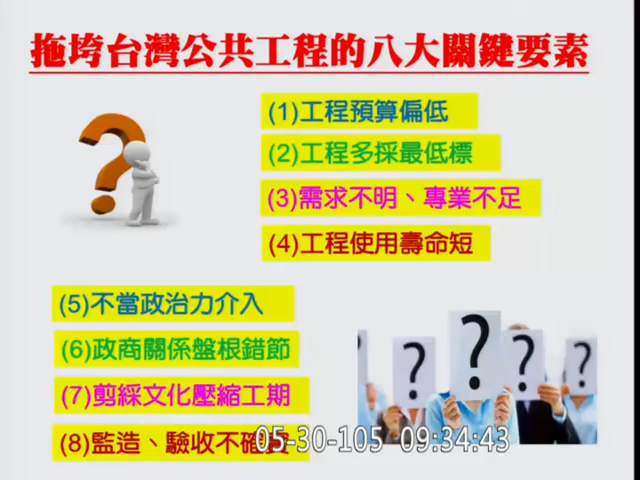 拖垮台灣公共工程的八大關鍵要素
(1)工程預算偏低
(2)工程多採最低標
(3)需求不明、專業不足
(4)工程使用壽命短
(5)不當政治力介入
(6)政商關係盤根錯節
(7)剪綵文化壓縮工期
(8)監造、驗收不確實
05-30-105 09:34:43
? ? ? ?